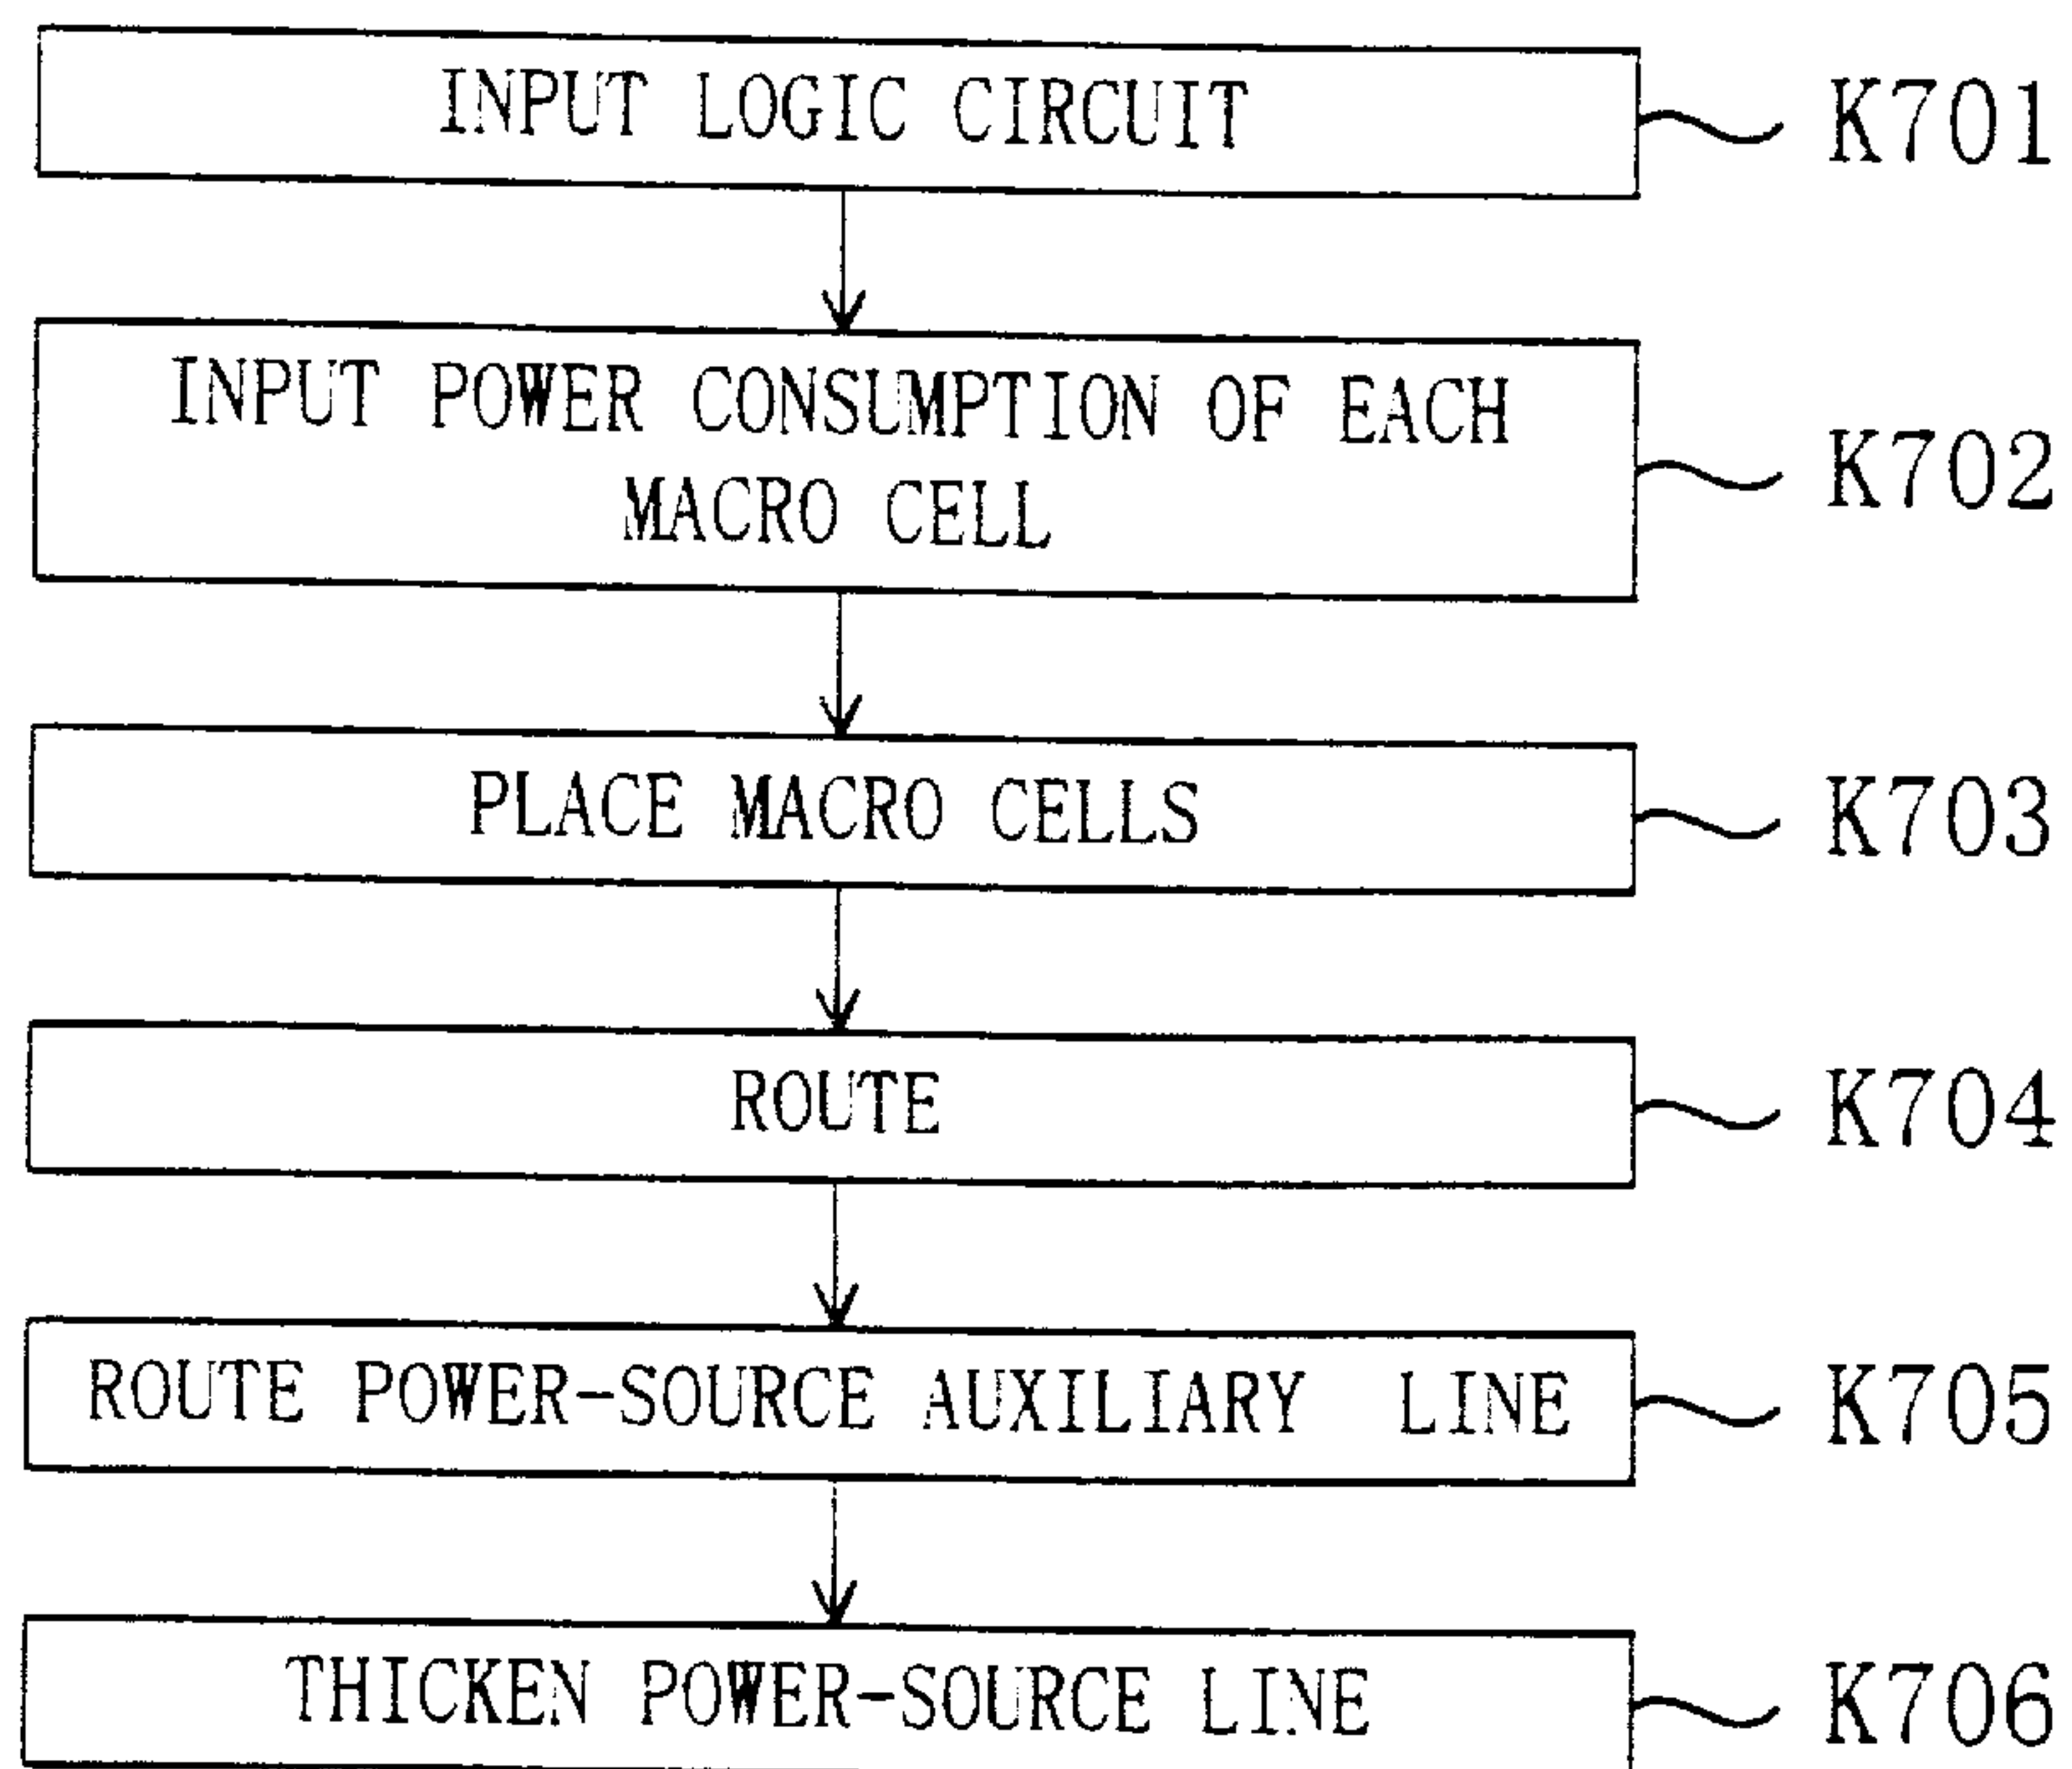 INPUT LOGIC CIRCUIT
K701
INPUT POWER CONSUMPTION OF EACH
MACRO CELL
K702
PLACE MACRO CELLS
K703
ROUTE
K704
ROUTE POWER-SOURCE AUXILIARY LINE
K705
THICKEN POWER-SOURCE LINE
K706